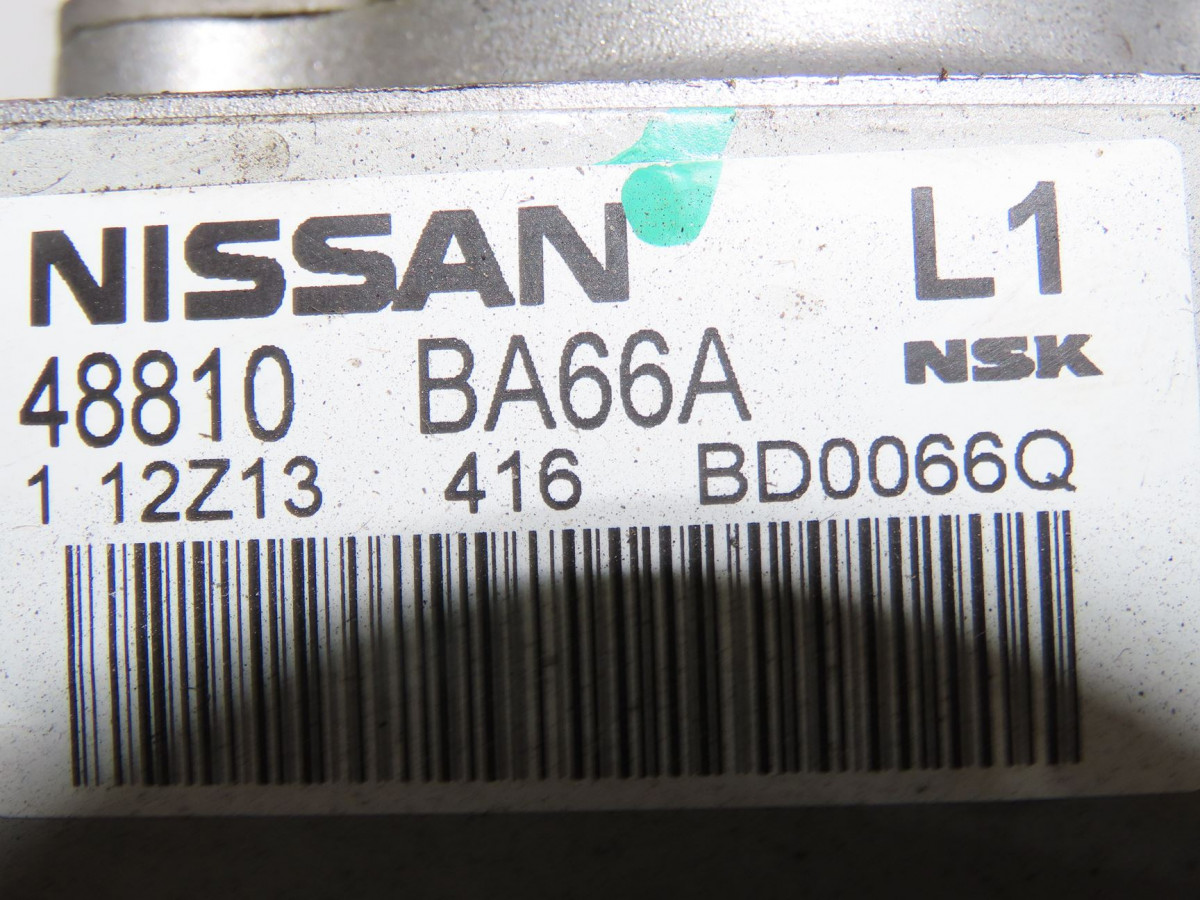 NISSAN L1
48810 BA66A NSK
1 12Z13 416 BD0066Q